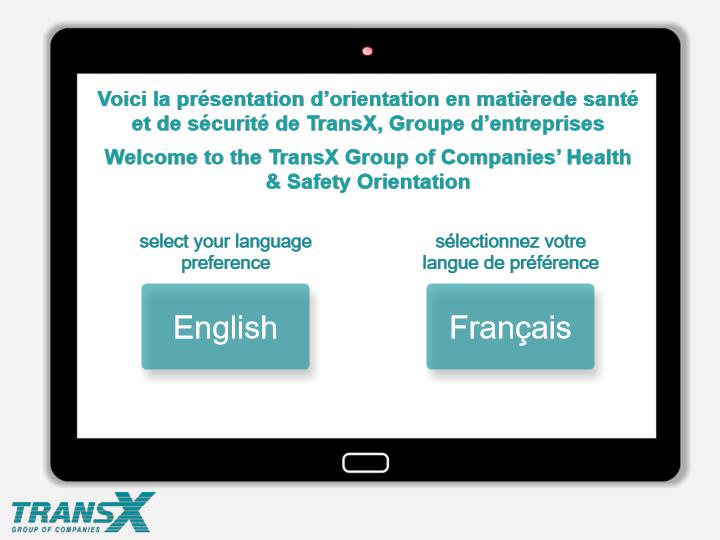 Voici la présentation d’orientation en matièrede santé
et de sécurité de TransX, Groupe d’entreprises
Welcome to the TransX Group of Companies’ Health
& Safety Orientation
select your language
preference
sélectionnez votre
langue de préférence
English
Français
TRANSX
GROUP OF COMPANIES